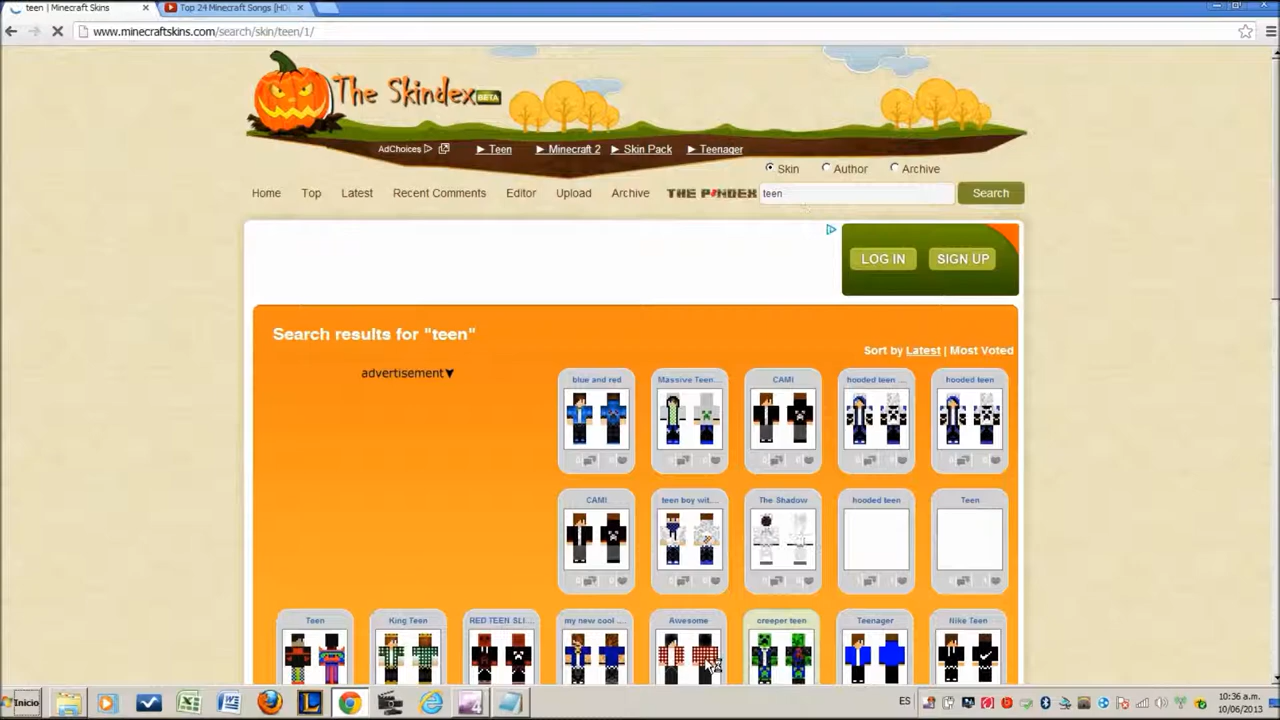 teen | Minecraft Skins
Top 24 Minecraft Songs [HD
www.minecraftskins.com/search/skin/teen/1/
The Skindex BETA
AdChoices
Teen
Minecraft 2
Skin Pack
Teenager
Skin
Author
Archive
Home
Top
Latest
Recent Comments
Editor
Upload
Archive
teen
Search
LOG IN
SIGN UP
Search results for "teen"
Sort by Latest | Most Voted
advertisement▼
blue and red
Massive Teen...
CAMI
hooded teen ...
hooded teen
CAMI
teen boy wit...
The Shadow
hooded teen
Teen
Teen
King Teen
RED TEEN SLI...
my new cool ...
Awesome
creeper teen
Teenager
Nike Teen
Inicio
ES
10:36 a.m.
10/06/2013